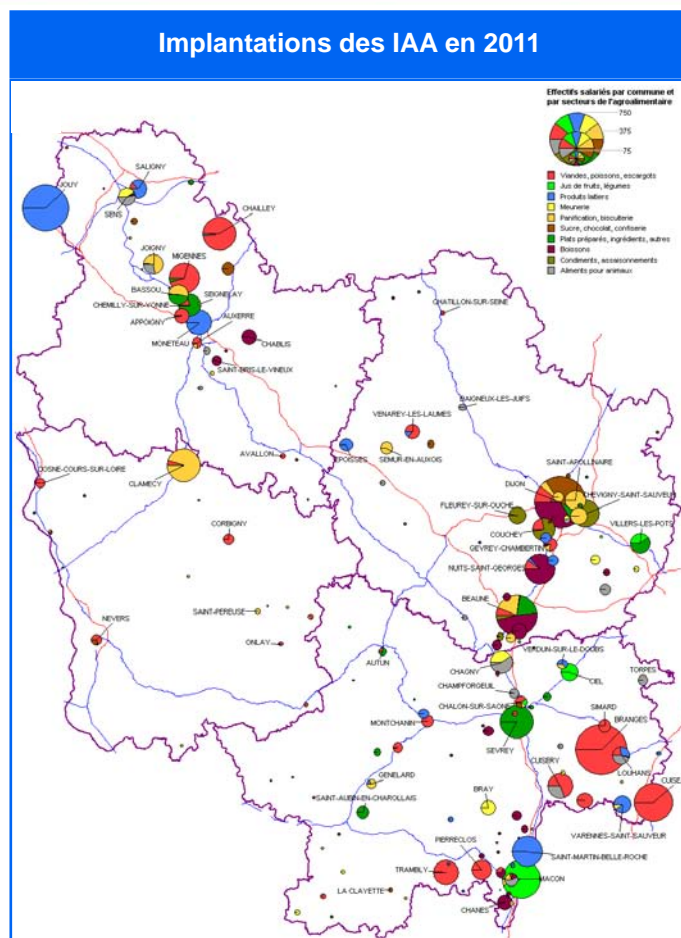 Implantations des IAA en 2011
Effectifs salariés par commune et
par secteurs de l'agroalimentaire
750
375
75
Viandes, poissons, escargots
Jus de fruits, légumes
Produits laitiers
Meunerie
Panification, biscuiterie
Sucre, chocolat, confiserie
Plats préparés, ingrédients, autres
Boissons
Condiments, assaisonnements
Aliments pour animaux
SALIGNY
JOUY
SENS
CHAILLEY
JOIGNY
MIGENNES
BASSOU
SEIGNELAY
CHEMILLY-SUR-YONNE
APPOIGNY
AUXERRE
MONETEAU
CHABLIS
SAINT-BRIS-LE-VINEUX
CHATILLON-SUR-SEINE
BAIGNEUX-LES-JUIFS
VENAREY-LES-LAUMES
AVALLON
EPOISSES
SEMUR-EN-AUXOIS
SAINT-APOLLINAIRE
COSNE-COURS-SUR-LOIRE
CLAMECY
DIJON
CHEVIGNY-SAINT-SAUVEUR
FLEUREY-SUR-OUCHE
CORBIGNY
COUCHEY
VILLERS-LES-POTS
GEVREY-CHAMBERTIN
NUITS-SAINT-GEORGES
BEAUNE
SAINT-PEREUSE
NEVERS
ONLAY
AUTUN
VERDUN-SUR-LE-DOUBS
CHAGNY
TORPES
CHAMPFORGEUIL
CIEL
CHALON-SUR-SAONE
SIMARD
MONTCHANIN
BRANGES
SEVREY
LOUHANS
CUISERY
GENELARD
CUISEA
SAINT-AUBIN-EN-CHAROLLAIS
BRAY
VARENNES-SAINT-SAUVEUR
PIERRECLOS
SAINT-MARTIN-BELLE-ROCHE
TRAMBLY
MACON
LA CLAYETTE
CHANES